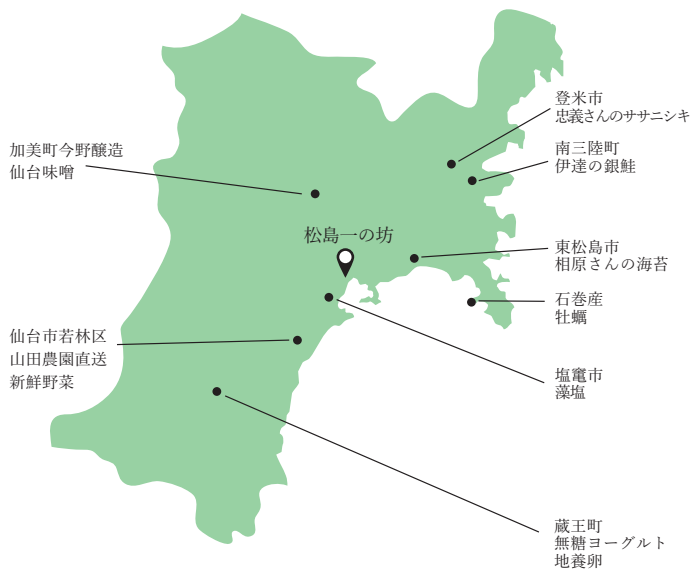 加美町今野醸造
仙台味噌
仙台市若林区
山田農園直送
新鮮野菜
松島一の坊
登米市
忠義さんのササニシキ
南三陸町
伊達の銀鮭
東松島市
相原さんの海苔
石巻産
牡蠣
塩竃市
藻塩
蔵王町
無糖ヨーグルト
地養卵